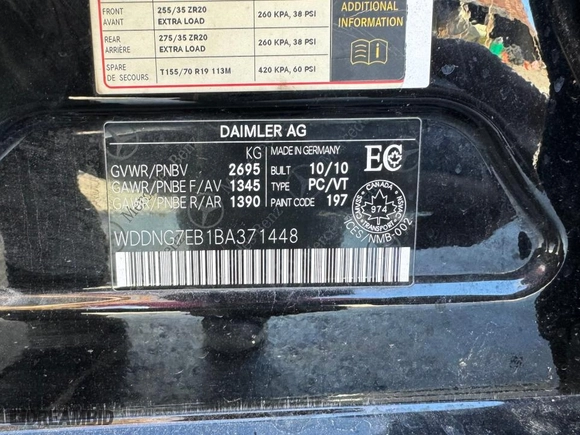 FRONT 255/35 ZR20 260 KPA, 38 PSI
AVANT EXTRA LOAD
REAR 275/35 ZR20 260 KPA, 38 PSI
ARRIÈRE EXTRA LOAD
SPARE T155/70 R19 113M 420 KPA, 60 PSI
DE SECOURS
ADDITIONAL
INFORMATION
DAIMLER AG
KG MADE IN GERMANY
GVWR/PNBV 2695 BUILT 10/10
GAWR/PNBE F/AV 1345 TYPE PC/VT
GAWR/PNBE R/AR 1390 PAINT CODE 197
WDDNG7EB1BA371448
EC
CANADA
974
TRANSPORT
ICES/NMB-002